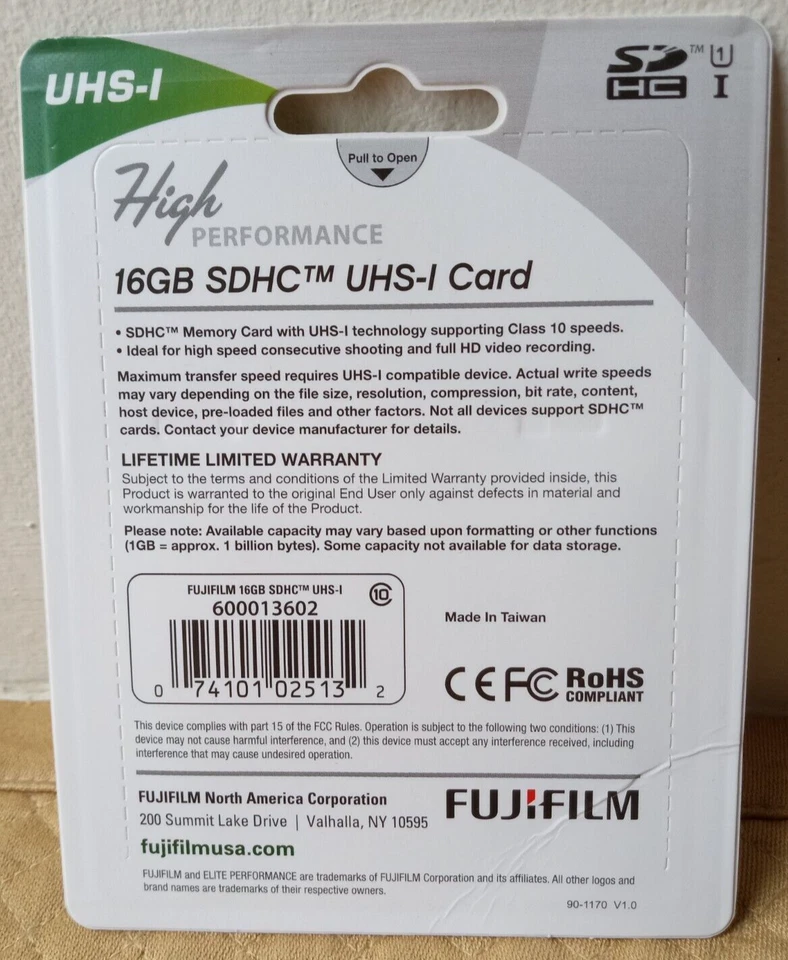 UHS-I
SD™ 1
HC I
Pull to Open
High
PERFORMANCE
16GB SDHC™ UHS-I Card
• SDHC™ Memory Card with UHS-I technology supporting Class 10 speeds.
• Ideal for high speed consecutive shooting and full HD video recording.
Maximum transfer speed requires UHS-I compatible device. Actual write speeds
may vary depending on the file size, resolution, compression, bit rate, content,
host device, pre-loaded files and other factors. Not all devices support SDHC™
cards. Contact your device manufacturer for details.
LIFETIME LIMITED WARRANTY
Subject to the terms and conditions of the Limited Warranty provided inside, this
Product is warranted to the original End User only against defects in material and
workmanship for the life of the Product.
Please note: Available capacity may vary based upon formatting or other functions
(1GB = approx. 1 billion bytes). Some capacity not available for data storage.
FUJIFILM 16GB SDHC™ UHS-I 10
600013602
0 74101 02513 2
Made In Taiwan
CE FC RoHS
COMPLIANT
This device complies with part 15 of the FCC Rules. Operation is subject to the following two conditions: (1) This
device may not cause harmful interference, and (2) this device must accept any interference received, including
interference that may cause undesired operation.
FUJIFILM North America Corporation
200 Summit Lake Drive | Valhalla, NY 10595
fujifilmusa.com
FUJIFILM
FUJIFILM and ELITE PERFORMANCE are trademarks of FUJIFILM Corporation and its affiliates. All other logos and
brand names are trademarks of their respective owners.
90-1170 V1.0